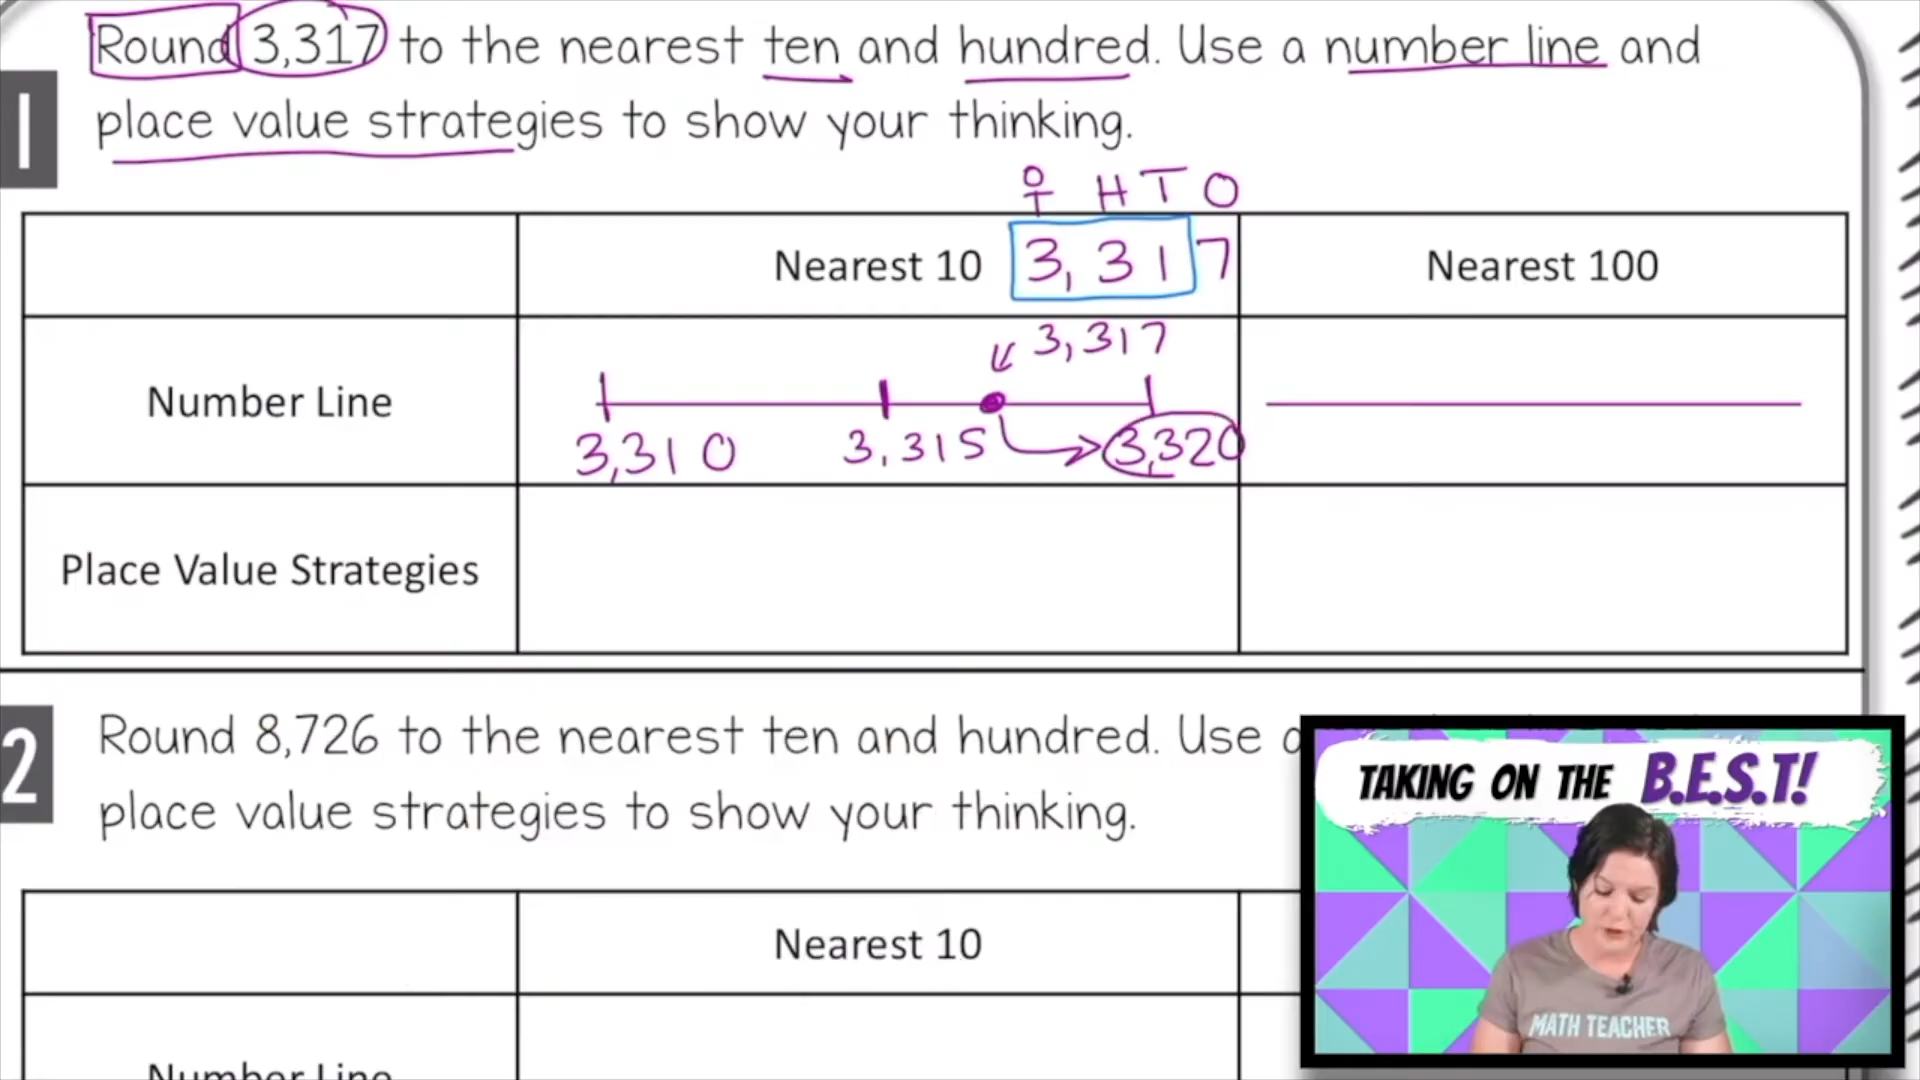 1
Round 3,317 to the nearest ten and hundred. Use a number line and
place value strategies to show your thinking.
O H T O
T
Nearest 10 3,317 Nearest 100
3,317
Number Line
3,310 3,315 3,320
Place Value Strategies
2
Round 8,726 to the nearest ten and hundred. Use
place value strategies to show your thinking.
TAKING ON THE B.E.S.T!
Nearest 10
MATH TEACHER
Number Line